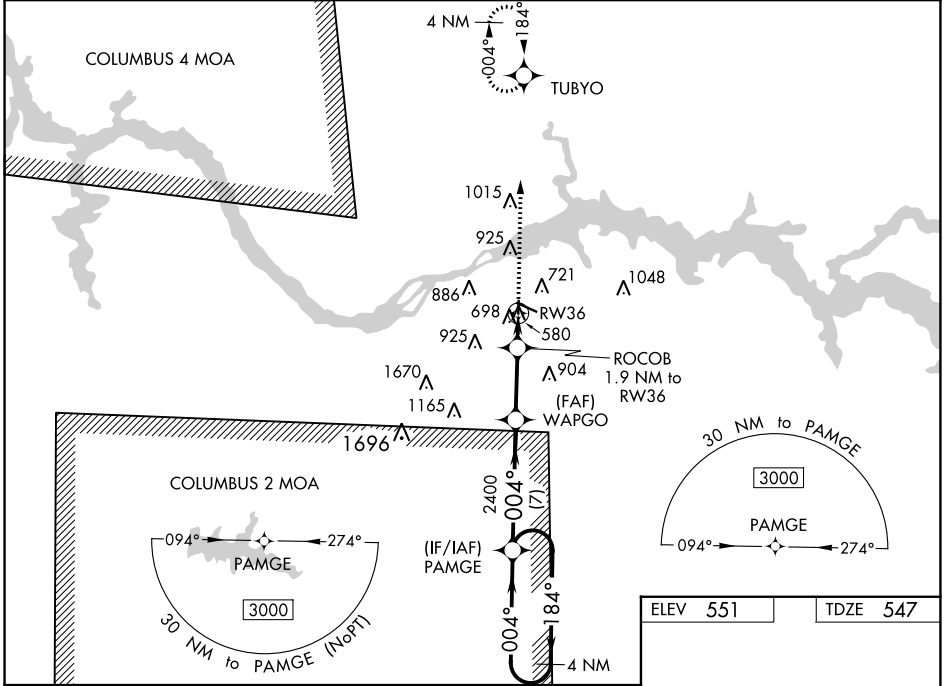 4 NM
004°
184°
COLUMBUS 4 MOA
TUBYO
1015
925
721
1048
886
698
RW36
580
925
ROCOB
1.9 NM to
RW36
904
1670
1165
(FAF)
WAPGO
1696
COLUMBUS 2 MOA
2400
004°
(7)
(IF/IAF)
PAMGE
094°
274°
PAMGE
3000
30 NM to PAMGE (NoPT)
30 NM to PAMGE
3000
PAMGE
094°
274°
004°
184°
4 NM
ELEV 551
TDZE 547